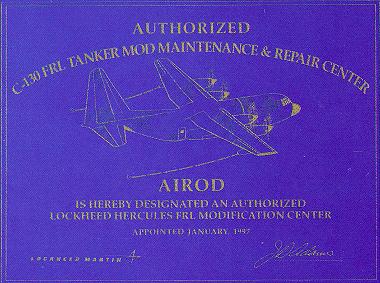 AUTHORIZED
C-130 FRL TANKER MOD MAINTENANCE & REPAIR CENTER
AIROD
IS HEREBY DESIGNATED AN AUTHORIZED
LOCKHEED HERCULES FRL MODIFICATION CENTER
APPOINTED JANUARY, 1997
LOCKHEED MARTIN